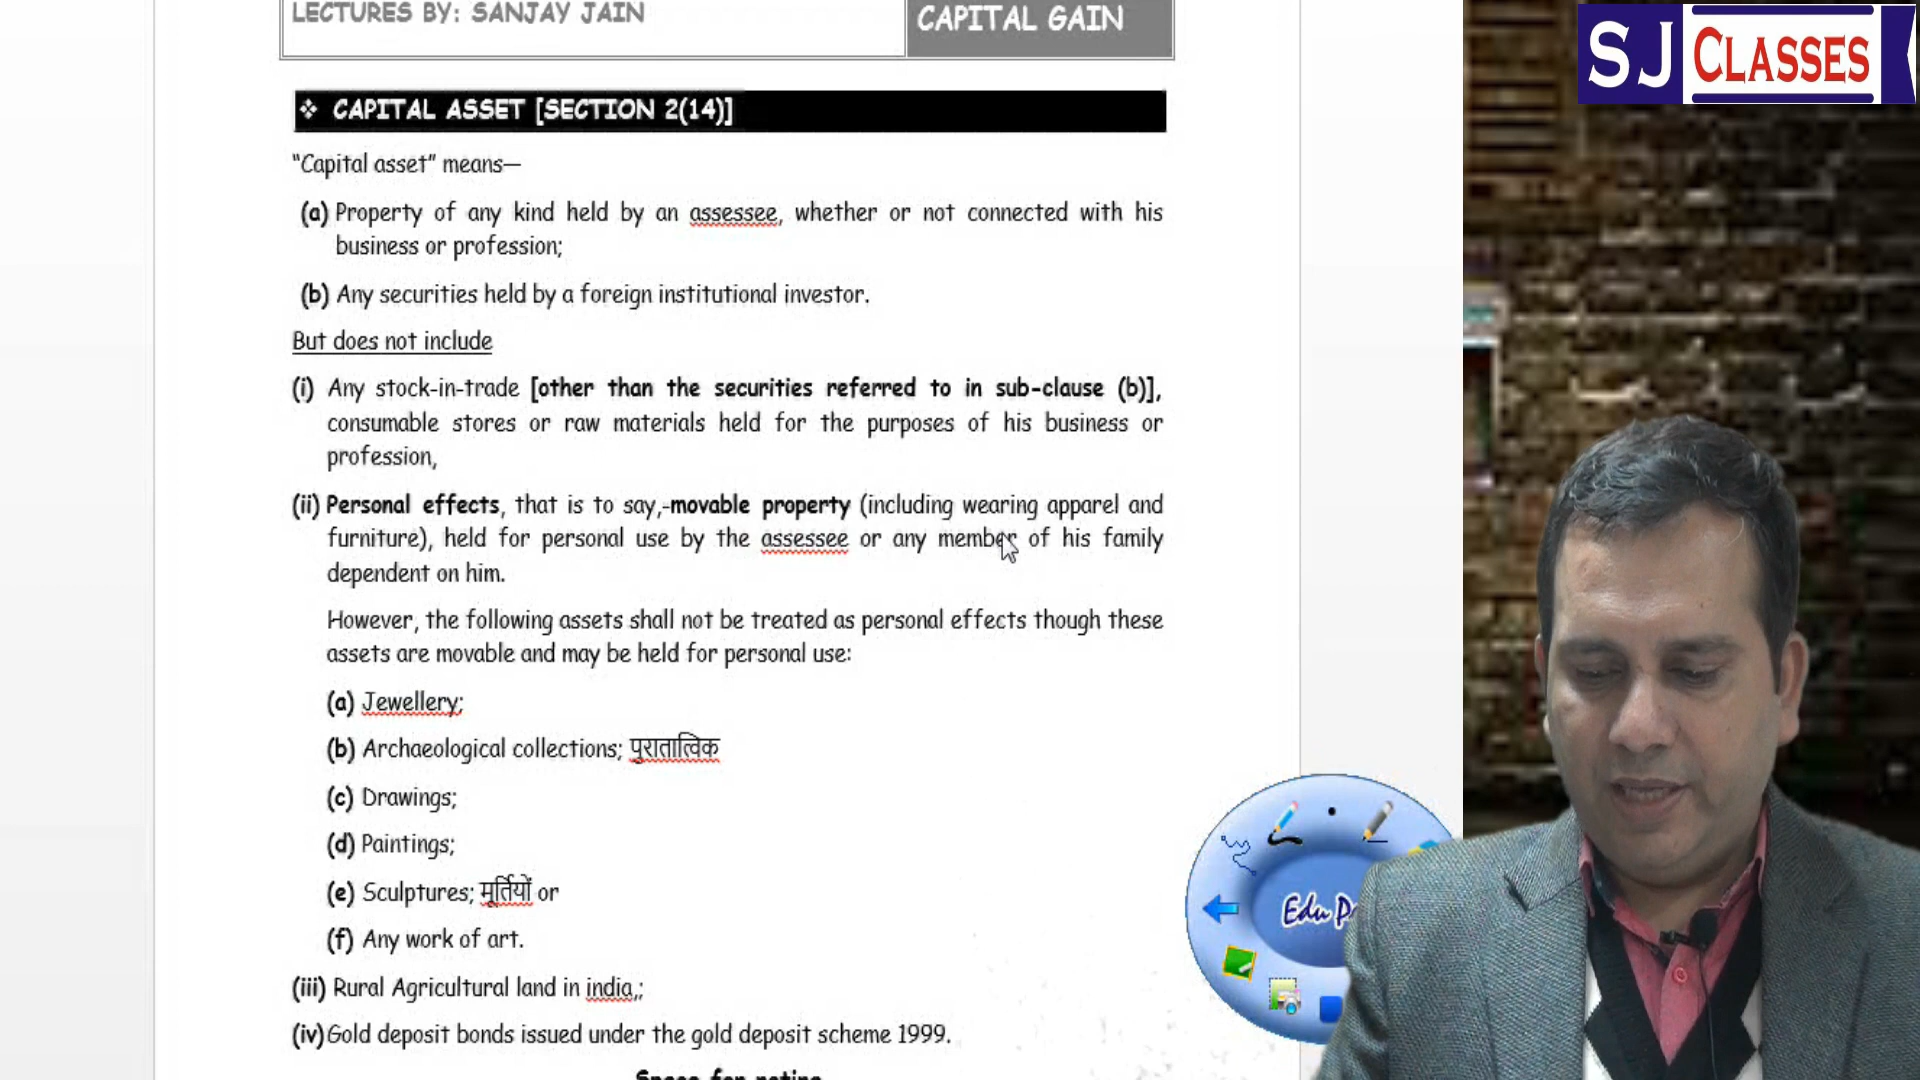 LECTURES BY: SANJAY JAIN
CAPITAL GAIN
SJ CLASSES
❖ CAPITAL ASSET [SECTION 2(14)]
"Capital asset" means—
(a) Property of any kind held by an assessee, whether or not connected with his
business or profession;
(b) Any securities held by a foreign institutional investor.
But does not include
(i) Any stock-in-trade [other than the securities referred to in sub-clause (b)],
consumable stores or raw materials held for the purposes of his business or
profession,
(ii) Personal effects, that is to say,-movable property (including wearing apparel and
furniture), held for personal use by the assessee or any member of his family
dependent on him.
However, the following assets shall not be treated as personal effects though these
assets are movable and may be held for personal use:
(a) Jewellery;
(b) Archaeological collections; पुरातात्विक
(c) Drawings;
(d) Paintings;
(e) Sculptures; मूर्तियों or
(f) Any work of art.
(iii) Rural Agricultural land in india,;
(iv) Gold deposit bonds issued under the gold deposit scheme 1999.
Space for noting
Edu